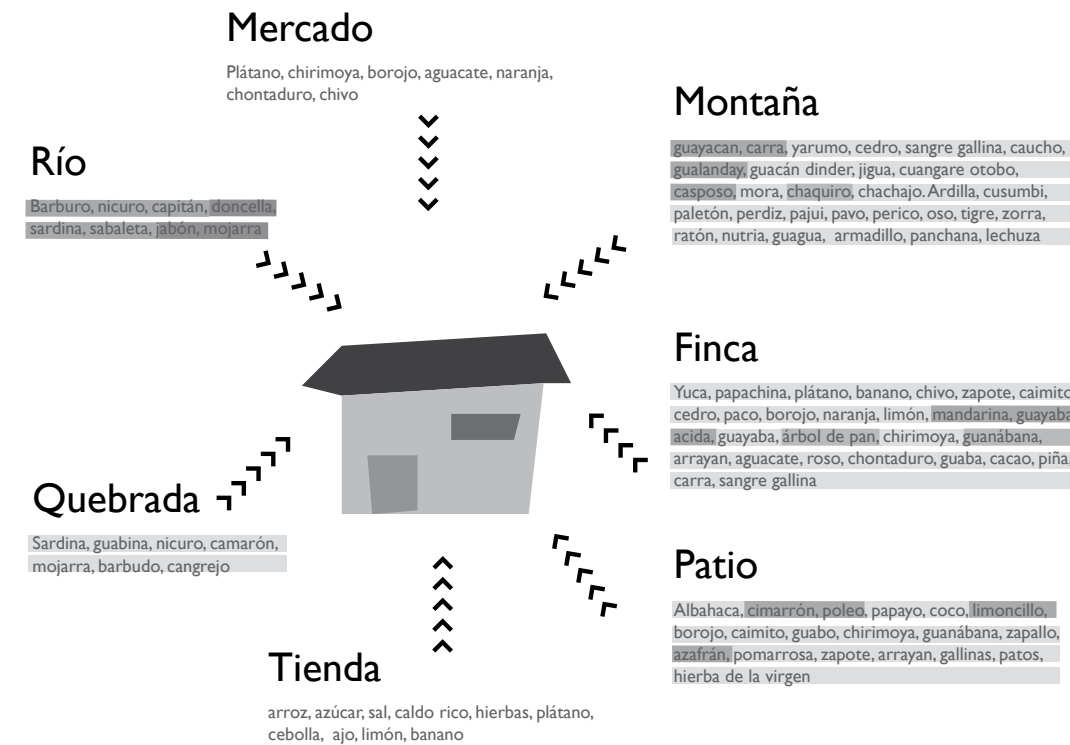 Mercado
Plátano, chirimoya, borojo, aguacate, naranja,
chontaduro, chivo
Río
Barburo, nicuro, capitán, doncella,
sardina, sabaleta, jabón, mojarra
Montaña
guayacan, carra, yarumo, cedro, sangre gallina, caucho,
gualanday, guacán dinder, jigua, cuangare otobo,
casposo, mora, chaquiro, chachajo. Ardilla, cusumbi,
paletón, perdiz, pajui, pavo, perico, oso, tigre, zorra,
ratón, nutria, guagua, armadillo, panchana, lechuza
Finca
Yuca, papachina, plátano, banano, chivo, zapote, caimito
cedro, paco, borojo, naranja, limón, mandarina, guayaba
acida, guayaba, árbol de pan, chirimoya, guanábana,
arrayan, aguacate, roso, chontaduro, guaba, cacao, piña,
carra, sangre gallina
Quebrada
Sardina, guabina, nicuro, camarón,
mojarra, barbudo, cangrejo
Patio
Albahaca, cimarrón, poleo, papayo, coco, limoncillo,
borojo, caimito, guabo, chirimoya, guanábana, zapallo,
azafrán, pomarrosa, zapote, arrayan, gallinas, patos,
hierba de la virgen
Tienda
arroz, azúcar, sal, caldo rico, hierbas, plátano,
cebolla, ajo, limón, banano